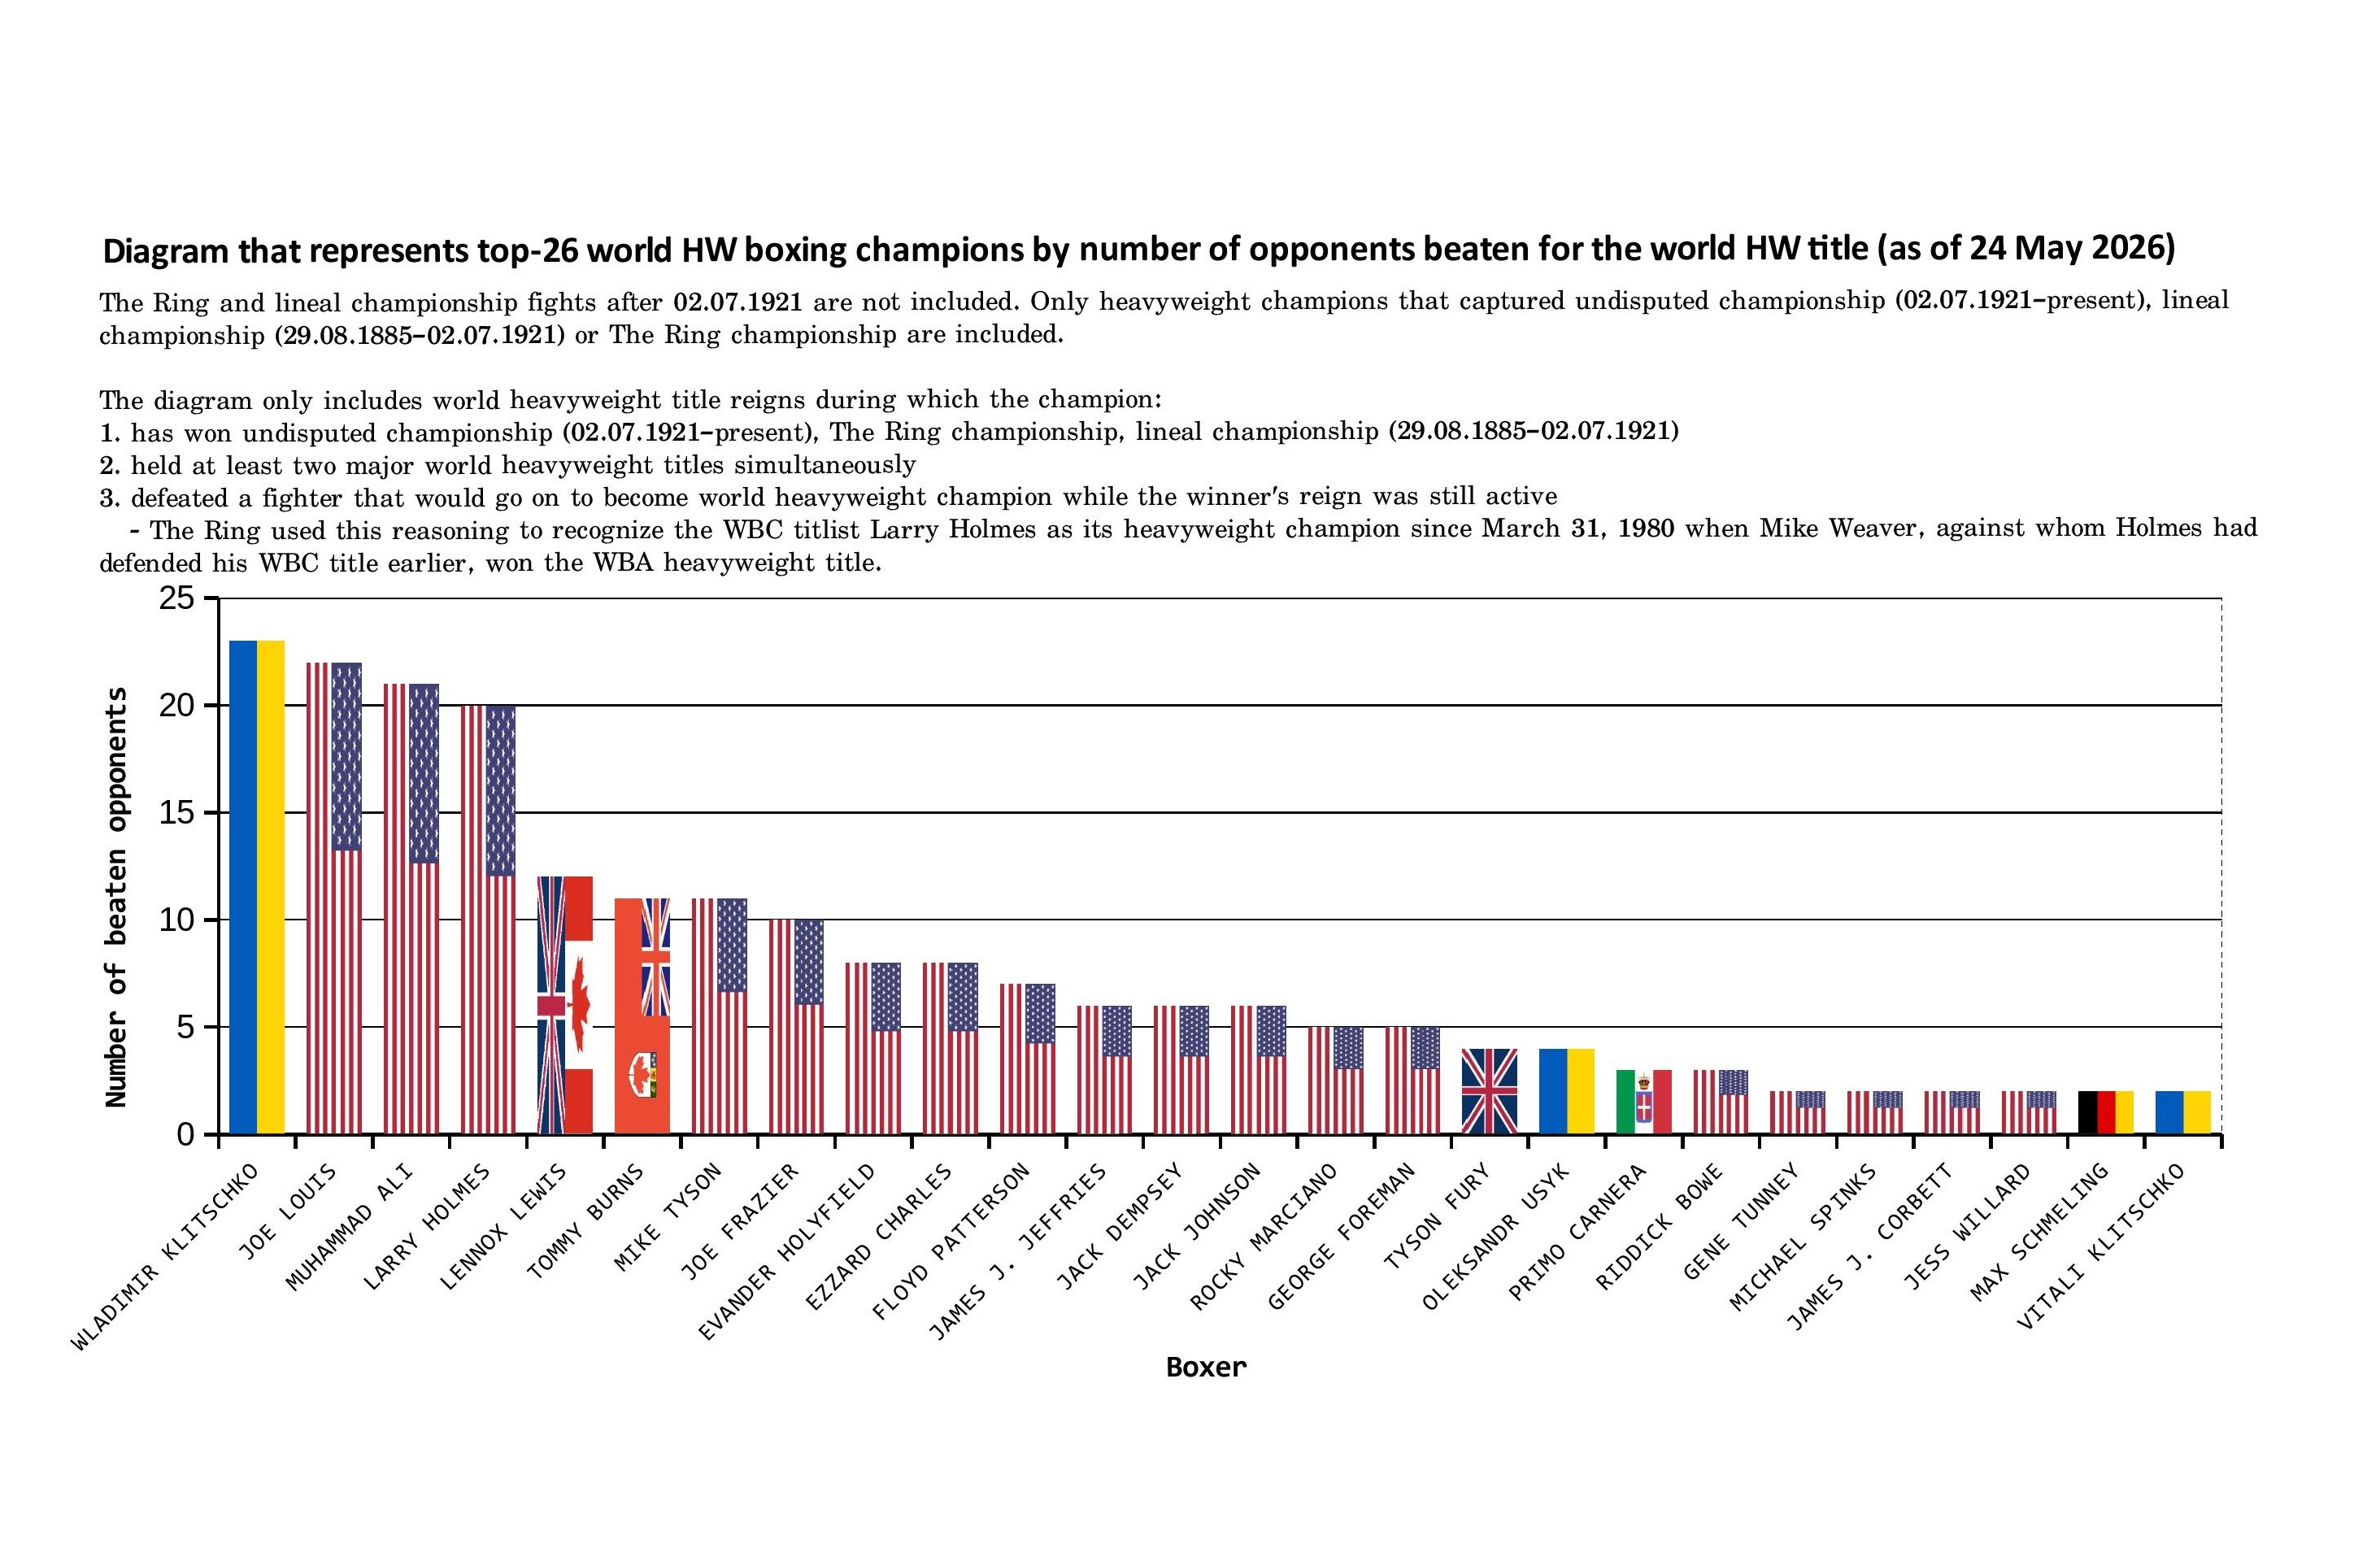 Diagram that represents top-26 world HW boxing champions by number of opponents beaten for the world HW title (as of 24 May 2026)
The Ring and lineal championship fights after 02.07.1921 are not included. Only heavyweight champions that captured undisputed championship (02.07.1921–present), lineal
championship (29.08.1885–02.07.1921) or The Ring championship are included.
The diagram only includes world heavyweight title reigns during which the champion:
1. has won undisputed championship (02.07.1921–present), The Ring championship, lineal championship (29.08.1885–02.07.1921)
2. held at least two major world heavyweight titles simultaneously
3. defeated a fighter that would go on to become world heavyweight champion while the winner's reign was still active
- The Ring used this reasoning to recognize the WBC titlist Larry Holmes as its heavyweight champion since March 31, 1980 when Mike Weaver, against whom Holmes had
defended his WBC title earlier, won the WBA heavyweight title.
Number of beaten opponents
25
20
15
10
5
0
WLADIMIR KLITSCHKO
JOE LOUIS
MUHAMMAD ALI
LARRY HOLMES
LENNOX LEWIS
TOMMY BURNS
MIKE TYSON
JOE FRAZIER
EVANDER HOLYFIELD
EZZARD CHARLES
FLOYD PATTERSON
JAMES J. JEFFRIES
JACK DEMPSEY
JACK JOHNSON
ROCKY MARCIANO
GEORGE FOREMAN
TYSON FURY
OLEKSANDR USYK
PRIMO CARNERA
RIDDICK BOWE
GENE TUNNEY
MICHAEL SPINKS
JAMES J. CORBETT
JESS WILLARD
MAX SCHMELING
VITALI KLITSCHKO
Boxer